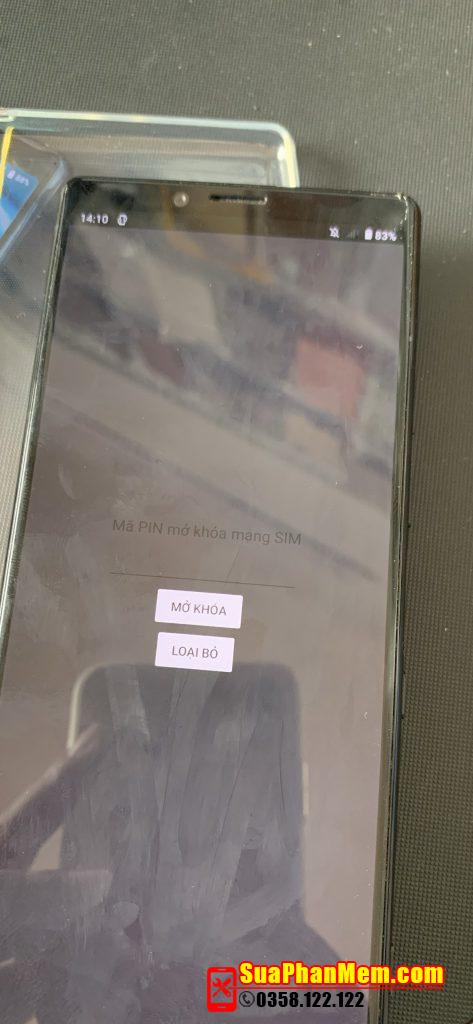 14:10
83%
Mã PIN mở khóa mạng SIM
MỞ KHÓA
LOẠI BỎ
SuaPhanMem.com
0358.122.122